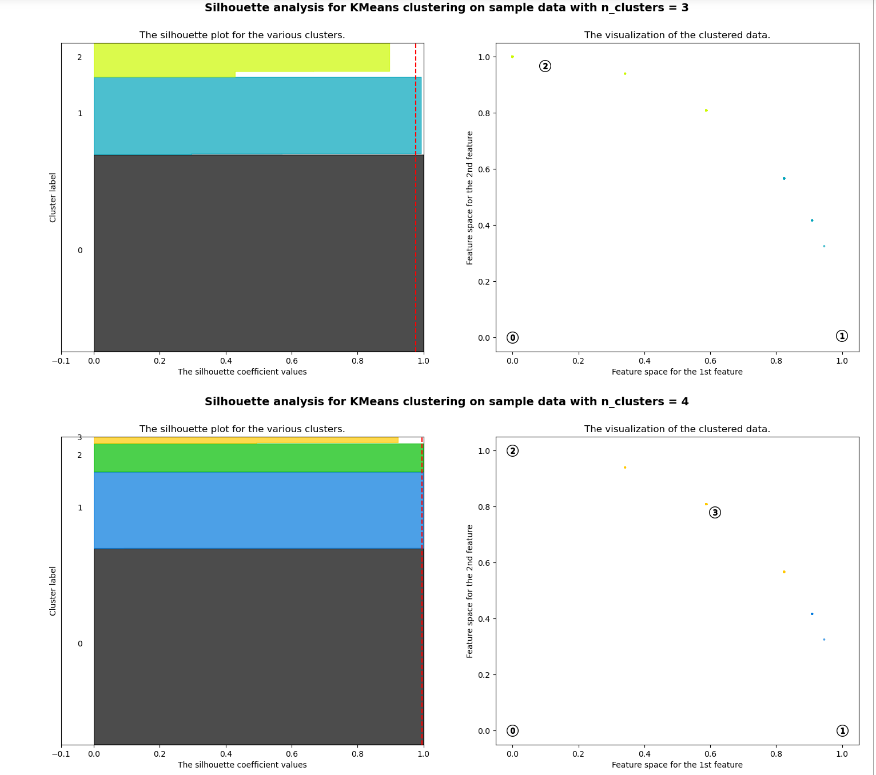 Silhouette analysis for KMeans clustering on sample data with n_clusters = 3
The silhouette plot for the various clusters.
Cluster label
2
1
0
−0.1 0.0 0.2 0.4 0.6 0.8 1.0
The silhouette coefficient values
The visualization of the clustered data.
Feature space for the 2nd feature
1.0
0.8
0.6
0.4
0.2
0.0
2
0
1
0.0 0.2 0.4 0.6 0.8 1.0
Feature space for the 1st feature
Silhouette analysis for KMeans clustering on sample data with n_clusters = 4
The silhouette plot for the various clusters.
Cluster label
3
2
1
0
−0.1 0.0 0.2 0.4 0.6 0.8 1.0
The silhouette coefficient values
The visualization of the clustered data.
Feature space for the 2nd feature
1.0
0.8
0.6
0.4
0.2
0.0
2
3
0
1
0.0 0.2 0.4 0.6 0.8 1.0
Feature space for the 1st feature